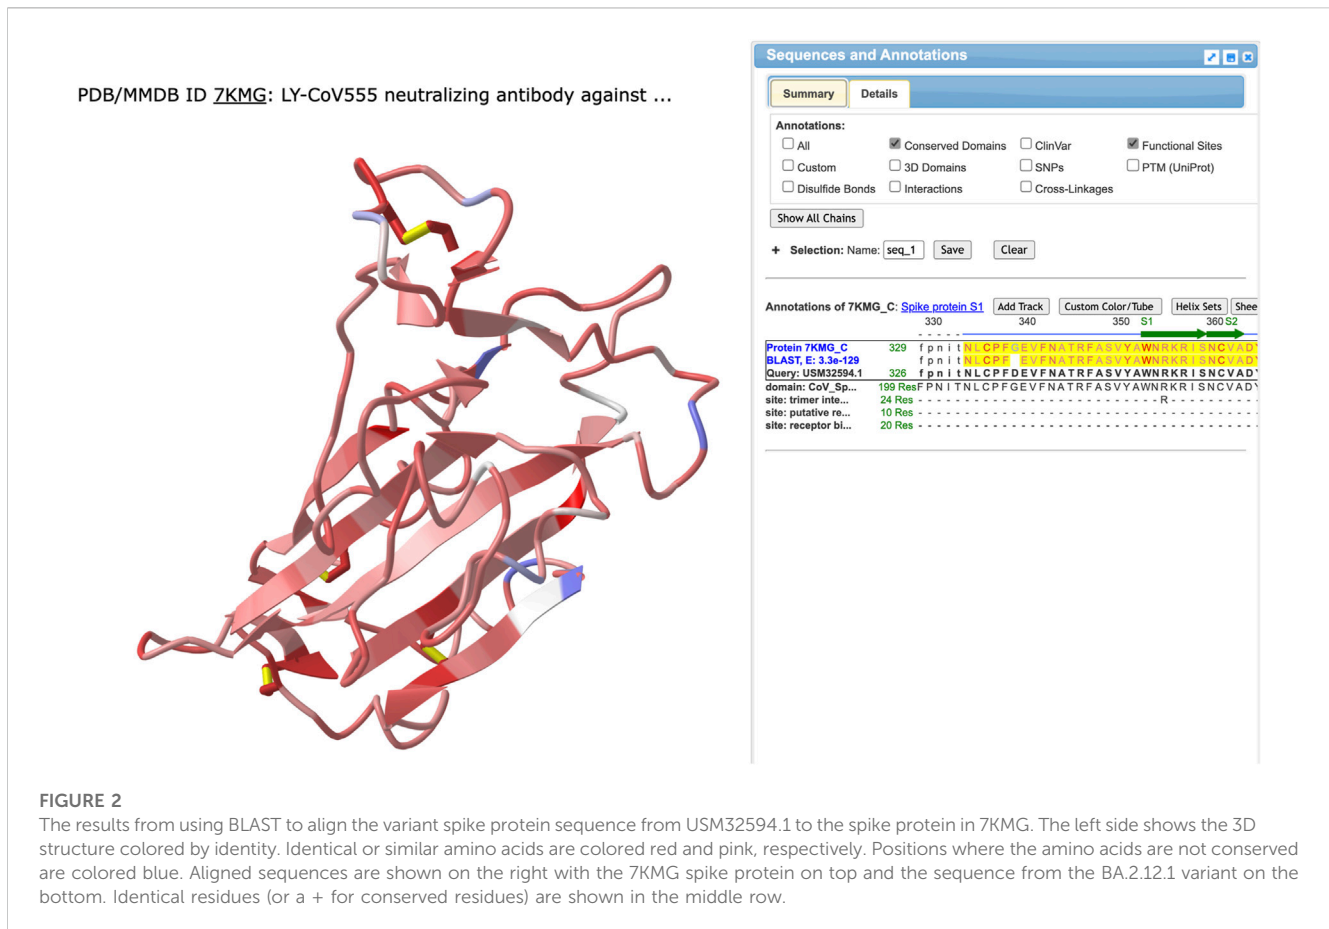 PDB/MMDB ID 7KMG: LY-CoV555 neutralizing antibody against ...
Sequences and Annotations
Summary Details
Annotations:
All Conserved Domains ClinVar Functional Sites
Custom 3D Domains SNPs PTM (UniProt)
Disulfide Bonds Interactions Cross-Linkages
Show All Chains
+ Selection: Name: seq_1 Save Clear
Annotations of 7KMG_C: Spike protein S1 Add Track Custom Color/Tube Helix Sets Shee
330 340 350 S1 360 S2
Protein 7KMG_C 329 f p n i t N L C P F G E V F N A T R F A S V Y A W N R K R I S N C V A D Y
BLAST, E: 3.3e-129 N L C P F E V F N A T R F A S V Y A W N R K R I S N C V A D Y
Query: USM32594.1 326 f p n i t N L C P F D E V F N A T R F A S V Y A W N R K R I S N C V A D Y
domain: CoV_Sp... 199 Res F P N I T N L C P F G E V F N A T R F A S V Y A W N R K R I S N C V A D Y
site: trimer inte... 24 Res - - - - - - - - - - - - - - - - - - - - - - - - - - R - - - - - - - - - -
site: putative re... 10 Res - - - - - - - - - - - - - - - - - - - - - - - - - - - - - - - - - - - - -
site: receptor bi... 20 Res - - - - - - - - - - - - - - - - - - - - - - - - - - - - - - - - - - - - -
FIGURE 2
The results from using BLAST to align the variant spike protein sequence from USM32594.1 to the spike protein in 7KMG. The left side shows the 3D
structure colored by identity. Identical or similar amino acids are colored red and pink, respectively. Positions where the amino acids are not conserved
are colored blue. Aligned sequences are shown on the right with the 7KMG spike protein on top and the sequence from the BA.2.12.1 variant on the
bottom. Identical residues (or a + for conserved residues) are shown in the middle row.